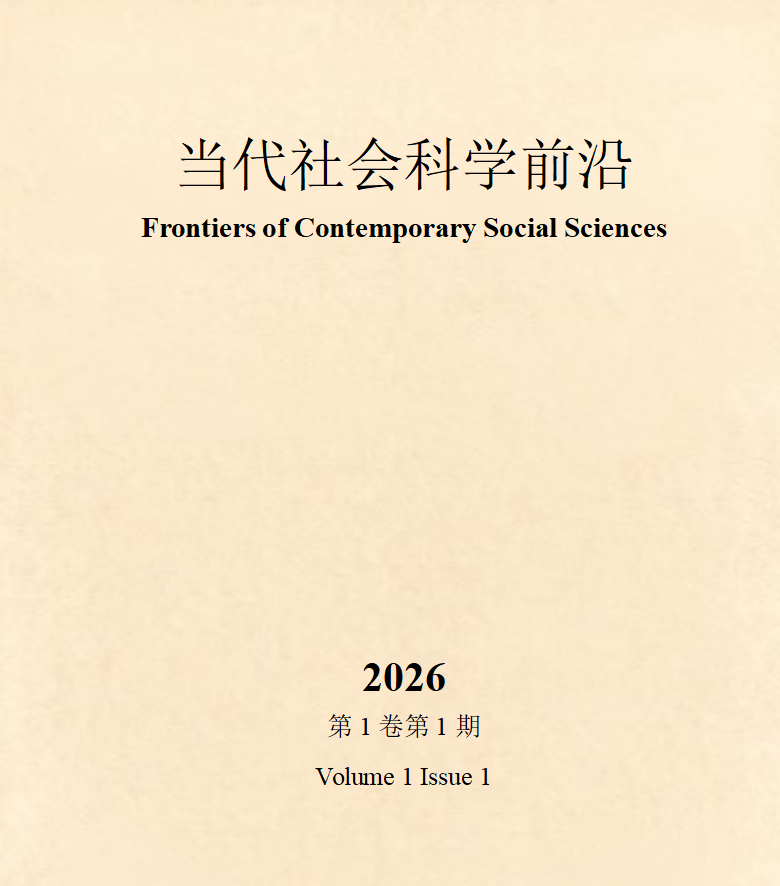 当代社会科学前沿
Frontiers of Contemporary Social Sciences
2026
第 1 卷第 1 期
Volume 1 Issue 1